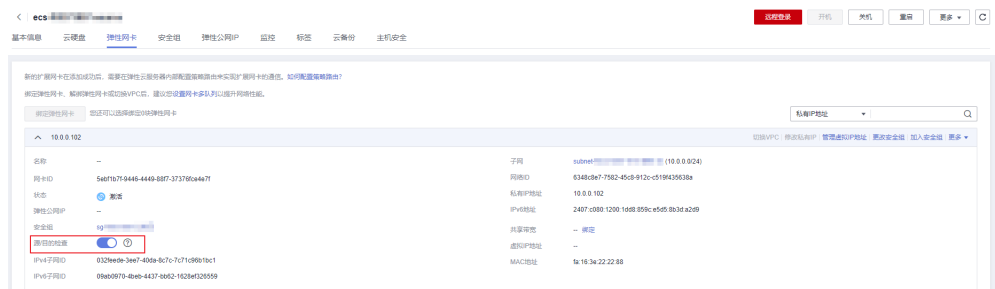 ecs
远程登录 开机 关机 重启 更多 C
基本信息 云硬盘 弹性网卡 安全组 弹性公网IP 监控 标签 云备份 主机安全
新的扩展网卡在添加成功后，需要在弹性云服务器内部配置策略路由来实现扩展网卡的通信。如何配置策略路由?
绑定弹性网卡、解绑弹性网卡或切换VPC后，建议您设置网卡多队列以提升网络性能。
绑定弹性网卡 您还可以选择绑定0块弹性网卡 私有IP地址
10.0.0.102 切换VPC 修改私有IP 管理虚拟IP地址 更改安全组 加入安全组 更多
名称 -- 子网 subnet (10.0.0.0/24)
网卡ID 5ebf1b7f-9446-4449-88f7-37376fce4e7f 网络ID 6348c8e7-7582-45c8-912c-c519f435638a
状态 激活 私有IP地址 10.0.0.102
弹性公网IP -- IPv6地址 2407:c080:1200:1dd8:859c:e5d5:8b3d:a2d9
安全组 sg 共享带宽 -- 绑定
源/目的检查 虚拟IP地址 --
IPv4子网ID 032feede-3ee7-40da-8c7c-7c71c96b1bc1 MAC地址 fa:16:3e:22:22:88
IPv6子网ID 09ab0970-4beb-4437-bb62-1628ef326559